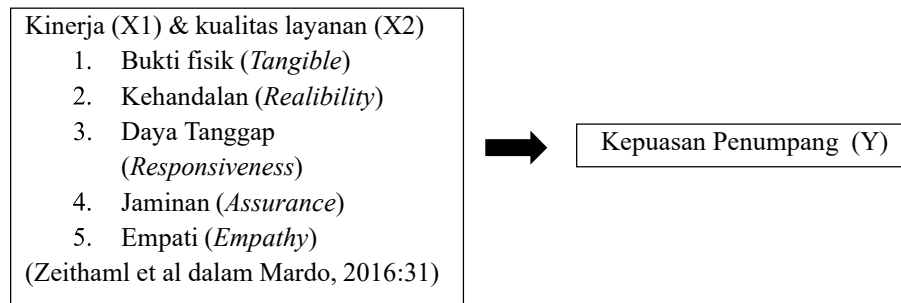 Kinerja (X1) & kualitas layanan (X2)
1. Bukti fisik (Tangible)
2. Kehandalan (Realibility)
3. Daya Tanggap
(Responsiveness)
4. Jaminan (Assurance)
5. Empati (Empathy)
(Zeithaml et al dalam Mardo, 2016:31)
Kepuasan Penumpang (Y)